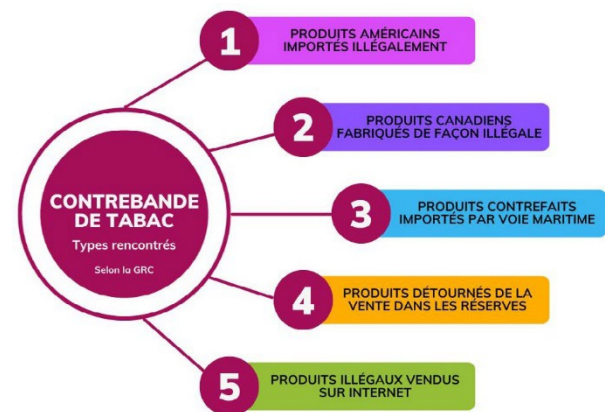 CONTREBANDE
DE TABAC
Types rencontrés
Selon la GRC
1
PRODUITS AMÉRICAINS
IMPORTÉS ILLÉGALEMENT
2
PRODUITS CANADIENS
FABRIQUÉS DE FAÇON ILLÉGALE
3
PRODUITS CONTREFAITS
IMPORTÉS PAR VOIE MARITIME
4
PRODUITS DÉTOURNÉS DE LA
VENTE DANS LES RÉSERVES
5
PRODUITS ILLÉGAUX VENDUS
SUR INTERNET